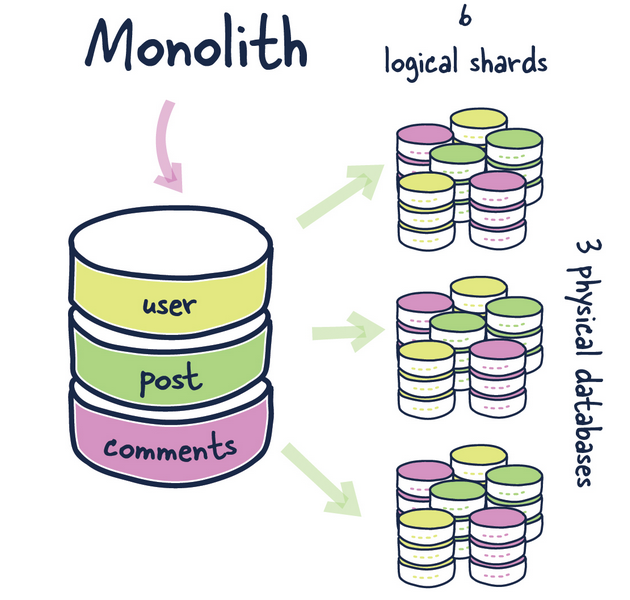 Monolith
6
logical shards
user
post
comments
3 physical databases